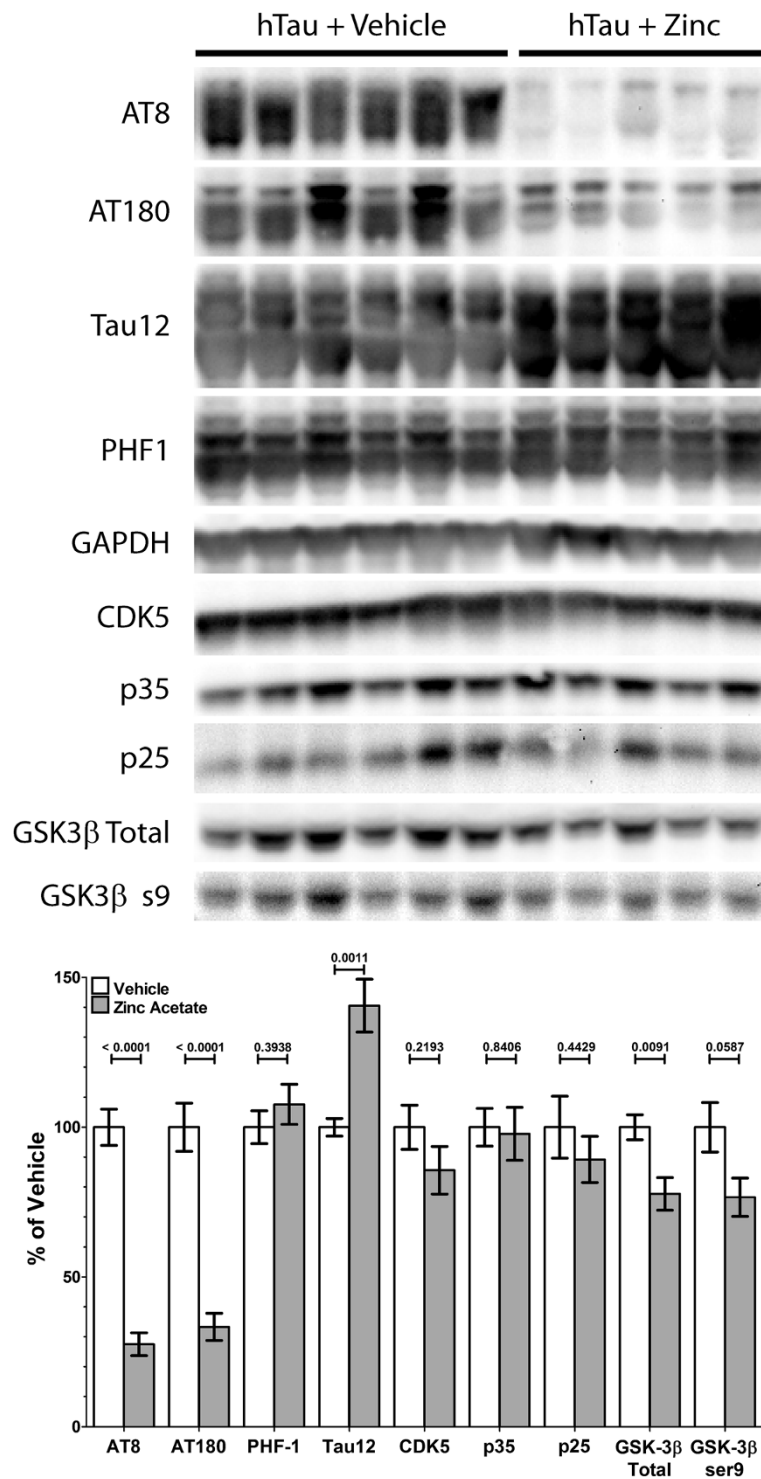 hTau + Vehicle hTau + Zinc
AT8
AT180
Tau12
PHF1
GAPDH
CDK5
p35
p25
GSK3β Total
GSK3β s9
% of Vehicle
150
100
50
0
Vehicle
Zinc Acetate
< 0.0001 < 0.0001 0.3938 0.0011 0.2193 0.8406 0.4429 0.0091 0.0587
AT8 AT180 PHF-1 Tau12 CDK5 p35 p25 GSK-3β GSK-3β
Total ser9